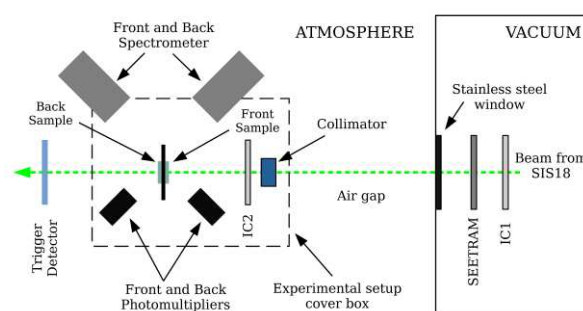 Front and Back
Spectrometer
ATMOSPHERE
VACUUM
Back
Sample
Front
Sample
Collimator
Stainless steel
window
Beam from
SIS18
Air gap
Trigger
Detector
IC2
SEETRAM
IC1
Front and Back
Photomultipliers
Experimental setup
cover box